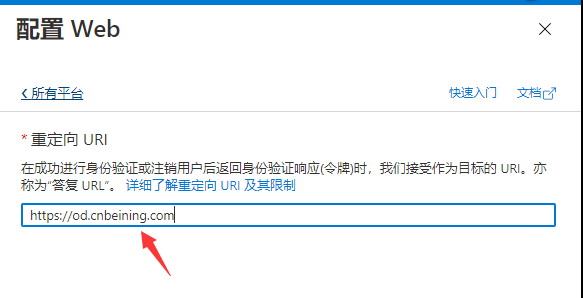 配置 Web
所有平台
快速入门
文档
* 重定向 URI
在成功进行身份验证或注销用户后返回身份验证响应(令牌)时，我们接受作为目标的 URI。亦
称为“答复 URL”。 详细了解重定向 URI 及其限制
https://od.cnbeining.com